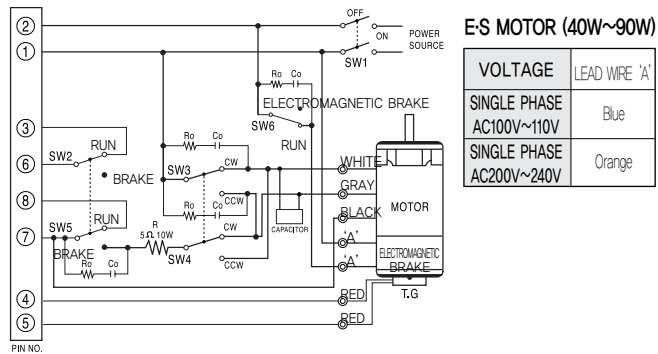 E·S MOTOR (40W~90W)
VOLTAGE LEAD WIRE 'A'
SINGLE PHASE AC100V~110V Blue
SINGLE PHASE AC200V~240V Orange
OFF
ON
POWER SOURCE
SW1
2
1
Ro Co
ELECTROMAGNETIC BRAKE
SW6
RUN
3
RUN
6
SW2
BRAKE
8
RUN
SW5
7
BRAKE
Ro Co
R
5Ω 10W
SW4
Ro Co
SW3
CW
CCW
Ro Co
CW
CCW
CAPACITOR
WHITE
GRAY
BLACK
'A'
'A'
MOTOR
ELECTROMAGNETIC BRAKE
T.G
4
RED
5
RED
PIN NO.